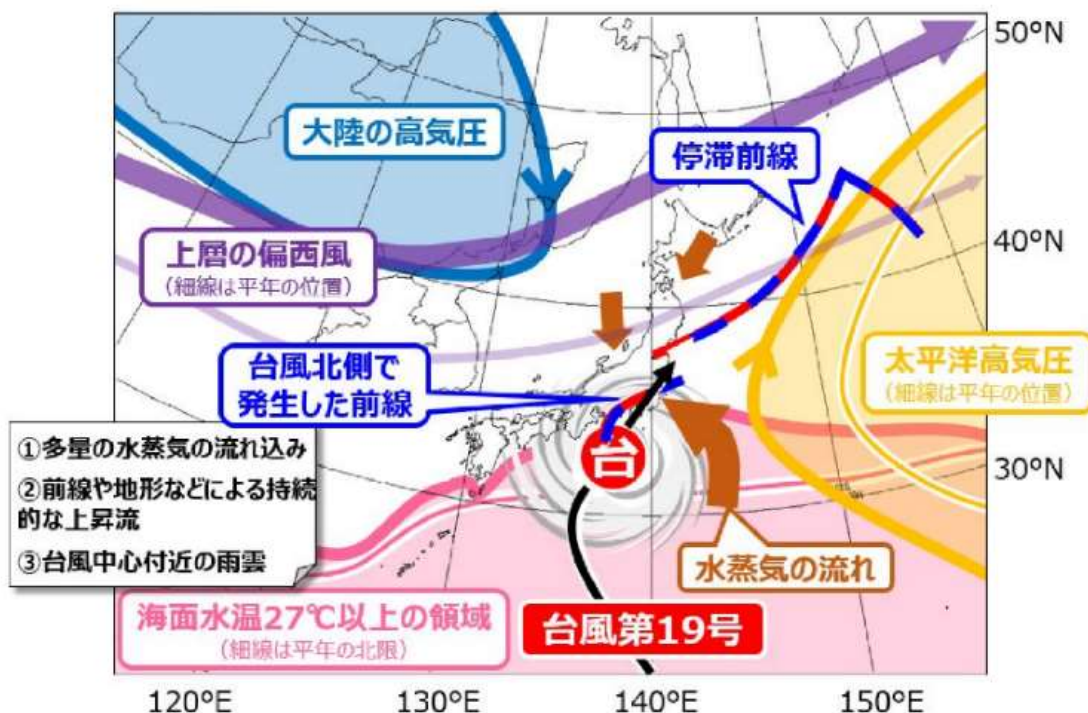 50°N
大陸の高気圧
停滞前線
上層の偏西風
（細線は平年の位置）
40°N
台風北側で
発生した前線
太平洋高気圧
（細線は平年の位置）
①多量の水蒸気の流れ込み
②前線や地形などによる持続
的な上昇流
③台風中心付近の雨雲
台
30°N
水蒸気の流れ
海面水温27℃以上の領域
（細線は平年の北限）
台風第19号
120°E
130°E
140°E
150°E